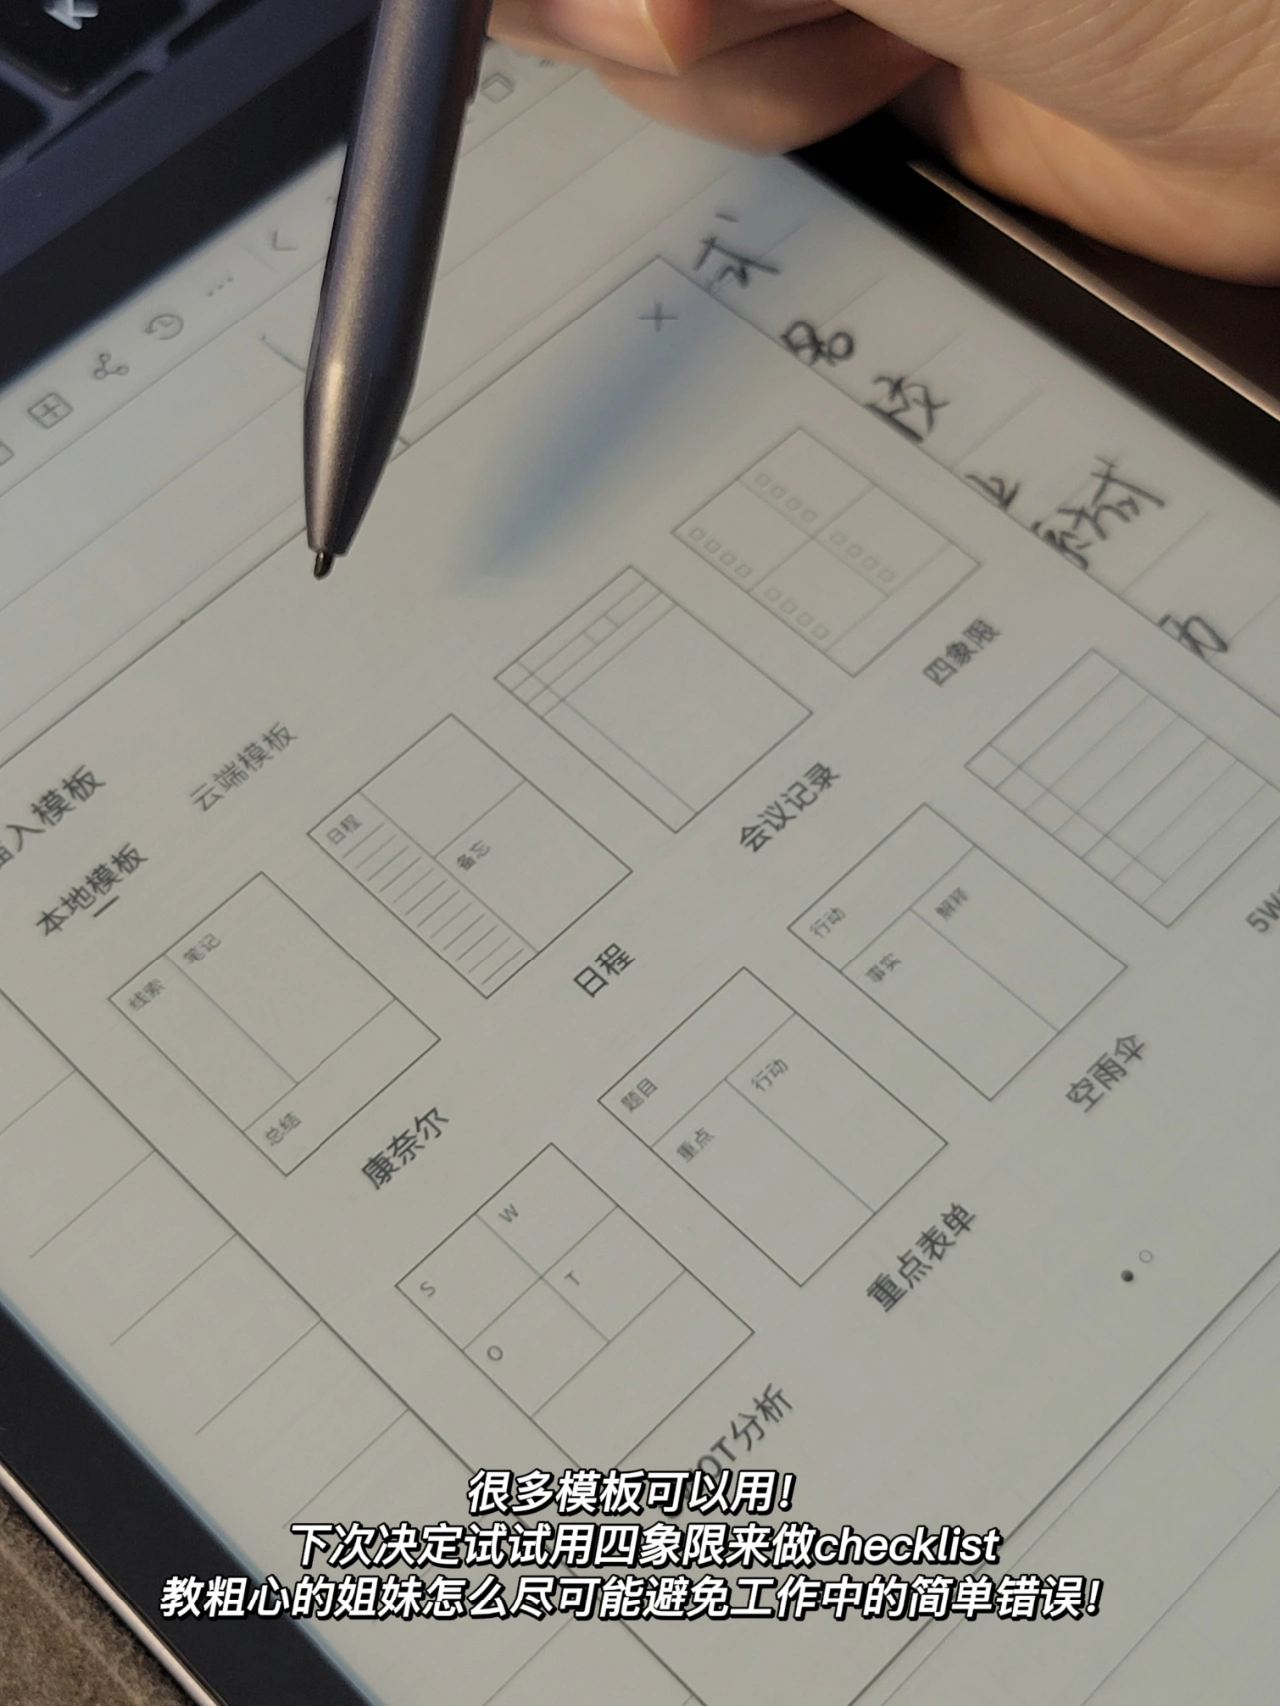 插入模板
本地模板
云端模板
线索
笔记
总结
康奈尔
日程
备忘
日程
会议记录
四象限
S
W
O
T
OT分析
题目
重点
行动
重点表单
行动
事实
解释
空雨伞
5W
很多模板可以用！
下次决定试试用四象限来做checklist
教粗心的姐妹怎么尽可能避免工作中的简单错误！